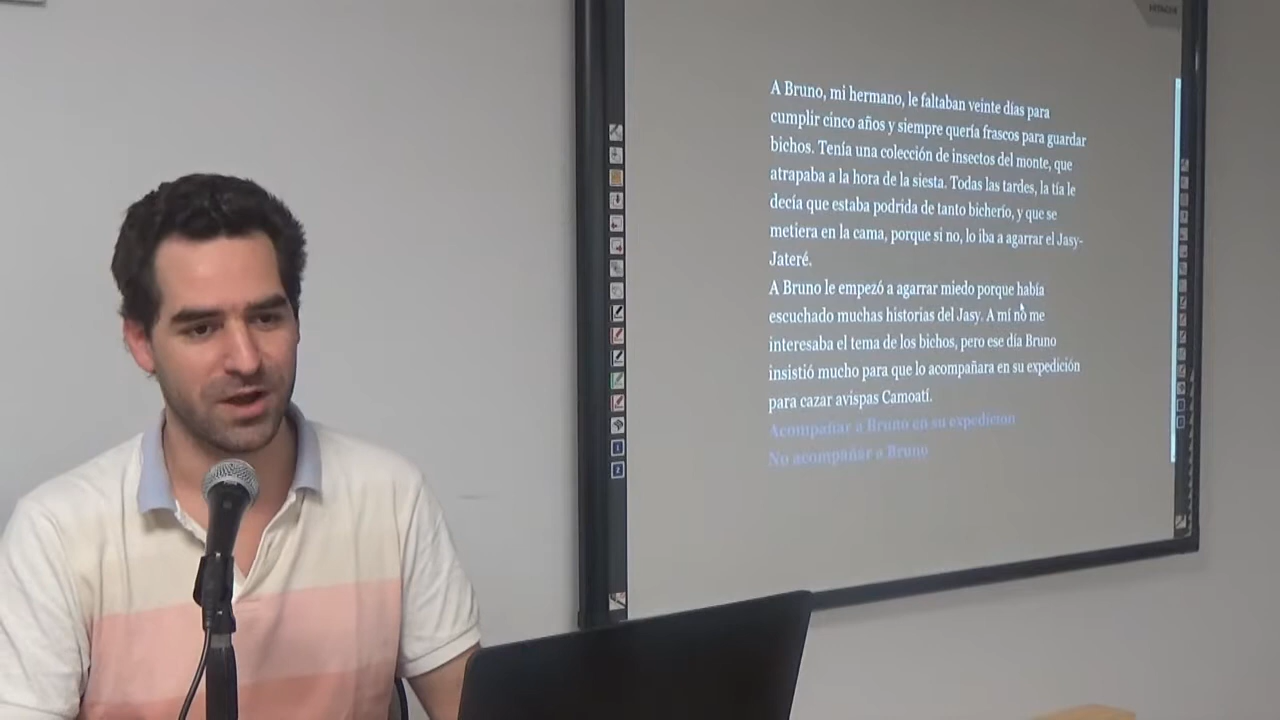 HITACHI
A Bruno, mi hermano, le faltaban veinte días para
cumplir cinco años y siempre quería frascos para guardar
bichos. Tenía una colección de insectos del monte, que
atrapaba a la hora de la siesta. Todas las tardes, la tía le
decía que estaba podrida de tanto bicherío, y que se
metiera en la cama, porque si no, lo iba a agarrar el Jasy-
Jateré.
A Bruno le empezó a agarrar miedo porque había
escuchado muchas historias del Jasy. A mí no me
interesaba el tema de los bichos, pero ese día Bruno
insistió mucho para que lo acompañara en su expedición
para cazar avispas Camoatí.
Acompañar a Bruno en su expedicion
No acompañar a Bruno
1
2